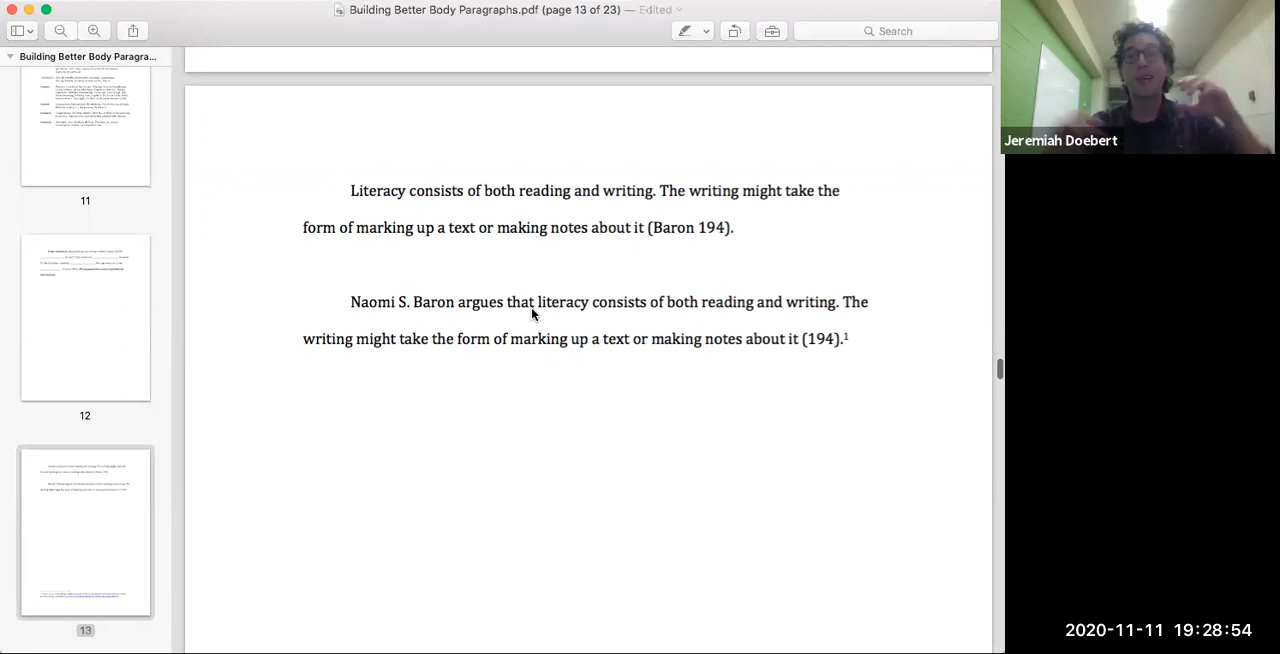 Building Better Body Paragraphs.pdf (page 13 of 23) — Edited
Search
Building Better Body Paragra...
11
12
13
Literacy consists of both reading and writing. The writing might take the
form of marking up a text or making notes about it (Baron 194).
Naomi S. Baron argues that literacy consists of both reading and writing. The
writing might take the form of marking up a text or making notes about it (194).¹
Jeremiah Doebert
2020-11-11 19:28:54